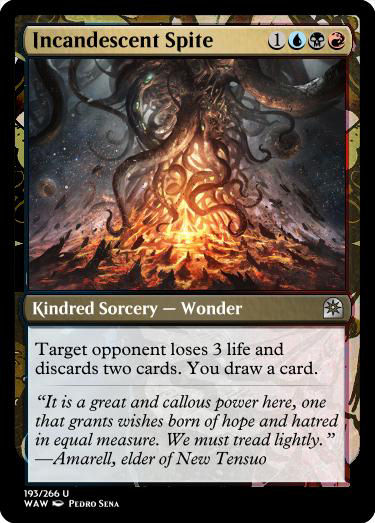 Incandescent Spite 1
Kindred Sorcery — Wonder
Target opponent loses 3 life and
discards two cards. You draw a card.
“It is a great and callous power here, one
that grants wishes born of hope and hatred
in equal measure. We must tread lightly.”
—Amarell, elder of New Tensuo
193/266 U
WAW Pedro Sena